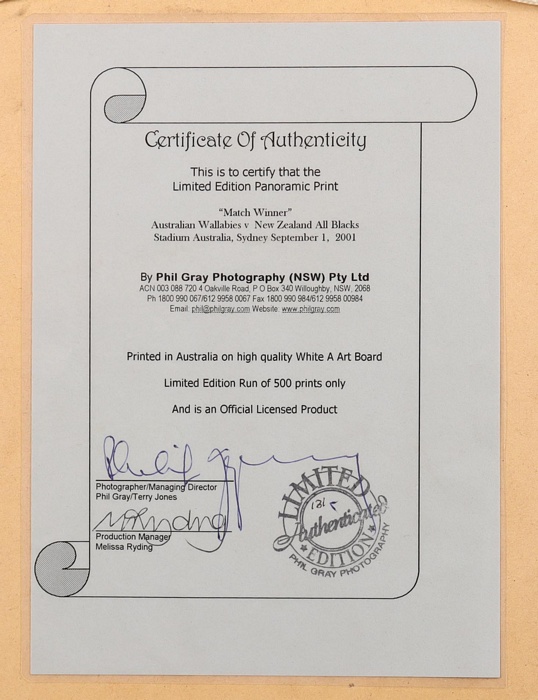 Certificate Of Authenticity
This is to certify that the
Limited Edition Panoramic Print
"Match Winner"
Australian Wallabies v New Zealand All Blacks
Stadium Australia, Sydney September 1, 2001
By Phil Gray Photography (NSW) Pty Ltd
ACN 003 088 720 4 Oakville Road, P O Box 340 Willoughby, NSW, 2068
Ph 1800 990 067/612 9958 0067 Fax 1800 990 984/612 9958 00984
Email: phil@philgray.com Website: www.philgray.com
Printed in Australia on high quality White A Art Board
Limited Edition Run of 500 prints only
And is an Official Licensed Product
Photographer/Managing Director
Phil Gray/Terry Jones
Production Manager
Melissa Ryding
LIMITED
Authenticated
EDITION
PHIL GRAY PHOTOGRAPHY